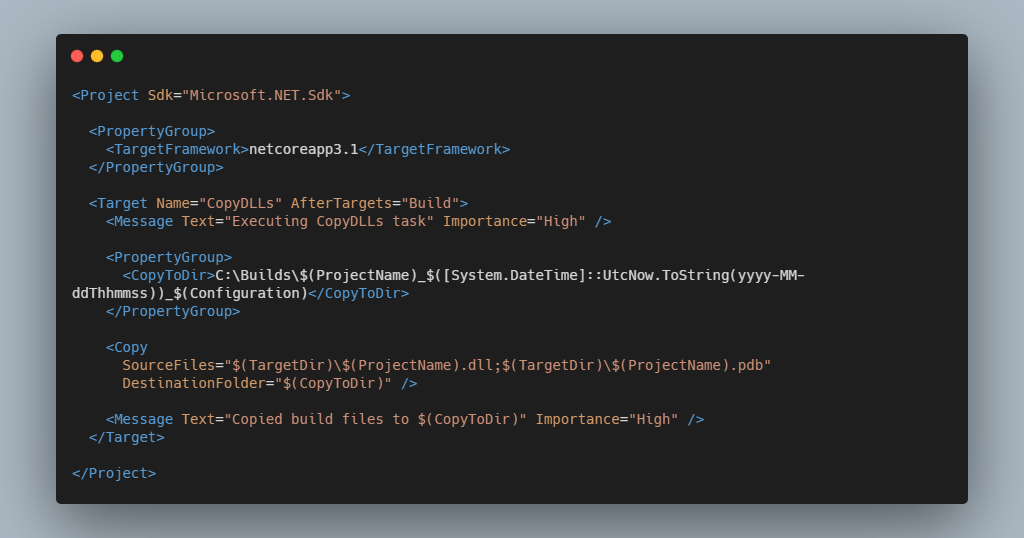 <Project Sdk="Microsoft.NET.Sdk">
<PropertyGroup>
<TargetFramework>netcoreapp3.1</TargetFramework>
</PropertyGroup>
<Target Name="CopyDLLs" AfterTargets="Build">
<Message Text="Executing CopyDLLs task" Importance="High" />
<PropertyGroup>
<CopyToDir>C:\Builds\$(ProjectName)_$([System.DateTime]::UtcNow.ToString(yyyy-MM-
ddThhmmss))_$(Configuration)</CopyToDir>
</PropertyGroup>
<Copy
SourceFiles="$(TargetDir)\$(ProjectName).dll;$(TargetDir)\$(ProjectName).pdb"
DestinationFolder="$(CopyToDir)" />
<Message Text="Copied build files to $(CopyToDir)" Importance="High" />
</Target>
</Project>